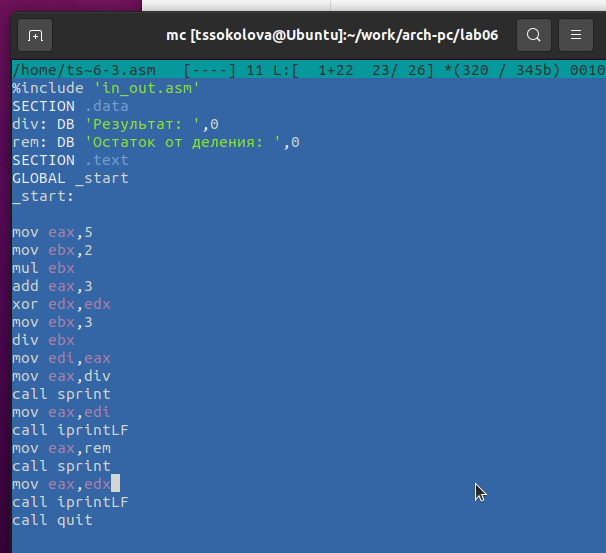 mc [tssokolova@Ubuntu]:~/work/arch-pc/lab06
/home/ts~6-3.asm   [----] 11 L:[  1+22  23/ 26] *(320 / 345b) 0010
%include 'in_out.asm'
SECTION .data
div: DB 'Результат: ',0
rem: DB 'Остаток от деления: ',0
SECTION .text
GLOBAL _start
_start:

mov eax,5
mov ebx,2
mul ebx
add eax,3
xor edx,edx
mov ebx,3
div ebx
mov edi,eax
mov eax,div
call sprint
mov eax,edi
call iprintLF
mov eax,rem
call sprint
mov eax,edx
call iprintLF
call quit